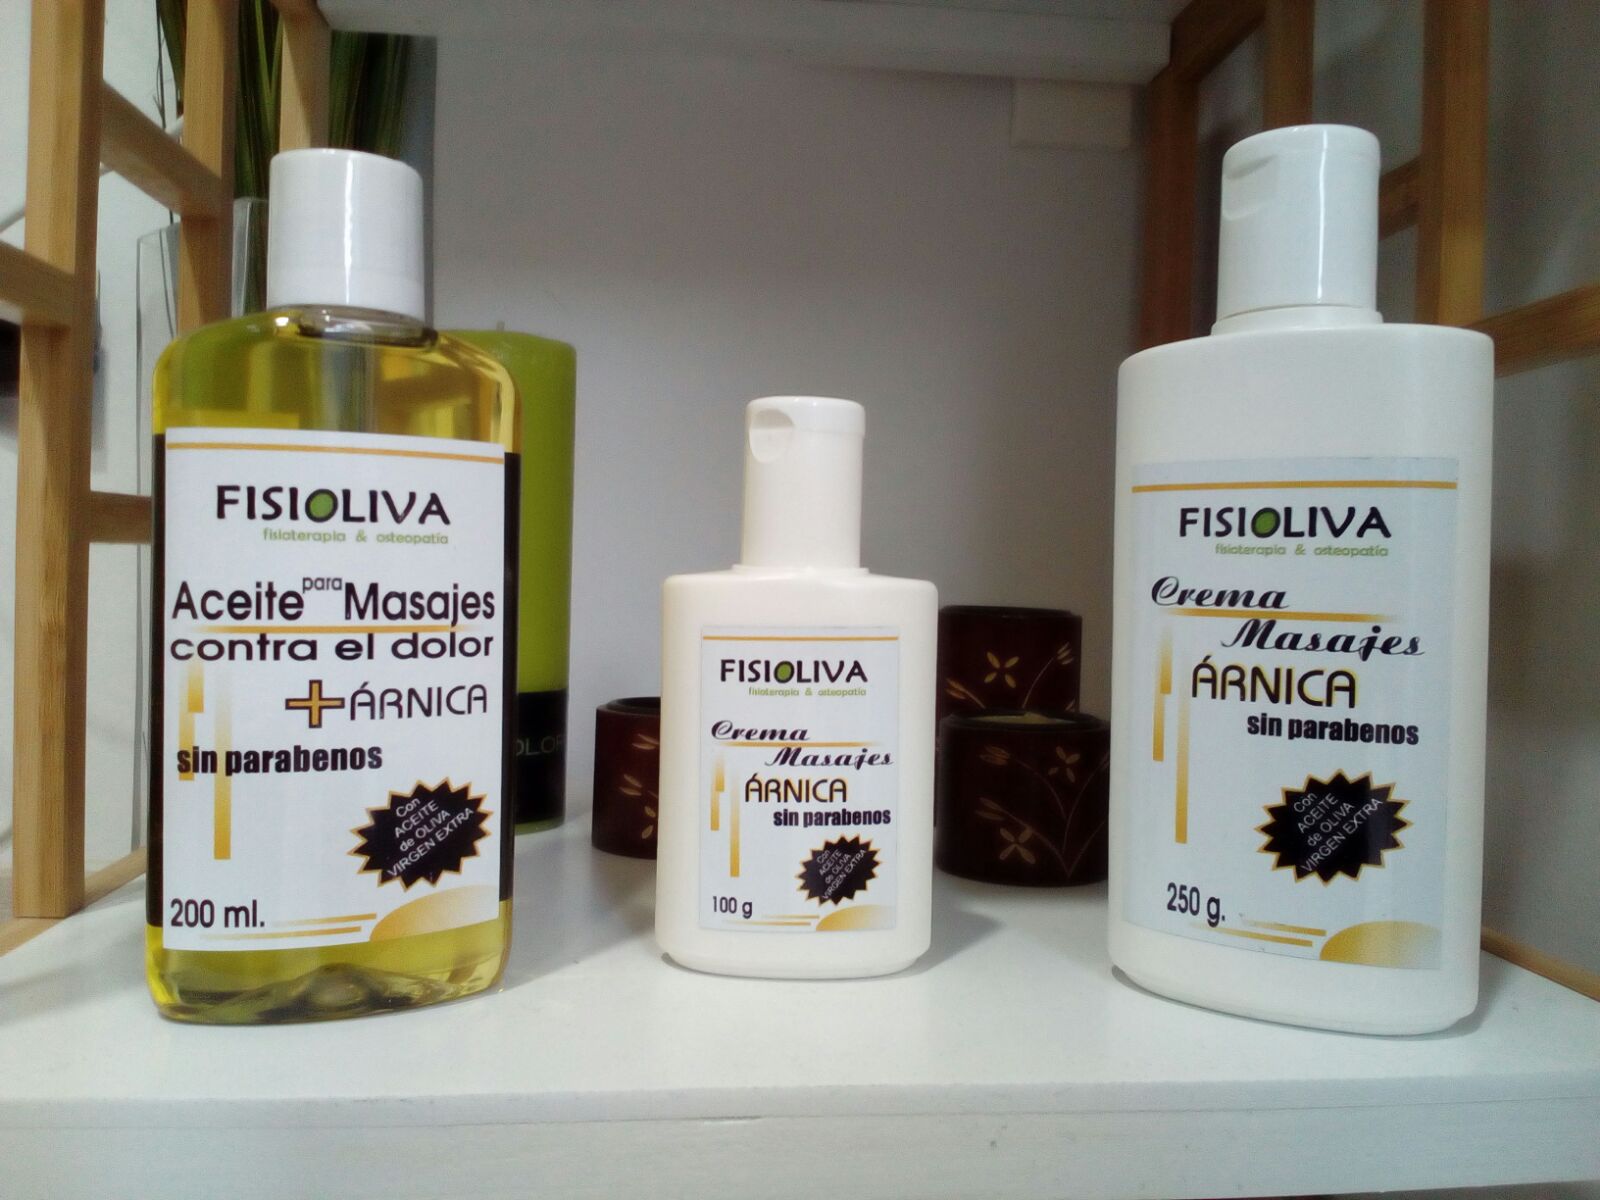 FISIOLIVA
fisioterapia & osteopatía
Aceite para Masajes
contra el dolor
+ÁRNICA
sin parabenos
Con
ACEITE
de OLIVA
VIRGEN EXTRA
200 ml.
FISIOLIVA
fisioterapia & osteopatía
Crema
Masajes
ÁRNICA
sin parabenos
Con
ACEITE
de OLIVA
VIRGEN EXTRA
100 g
FISIOLIVA
fisioterapia & osteopatía
Crema
Masajes
ÁRNICA
sin parabenos
Con
ACEITE
de OLIVA
VIRGEN EXTRA
250 g.